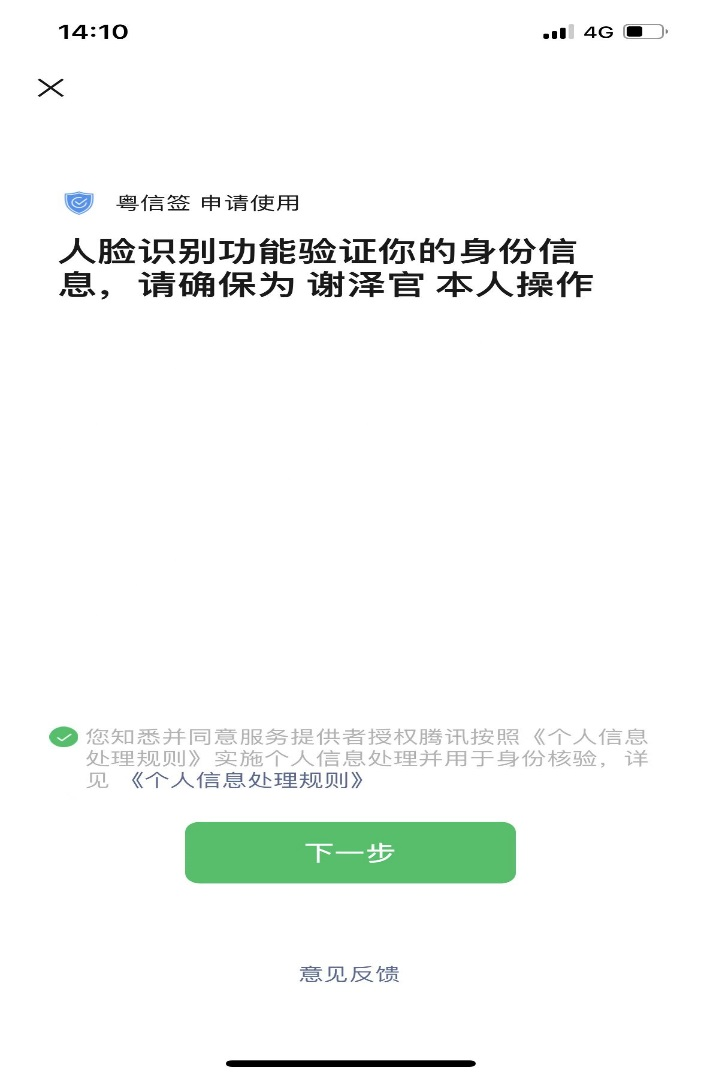 14:10
4G
粤信签 申请使用
人脸识别功能验证你的身份信
息，请确保为 谢泽官 本人操作
您知悉并同意服务提供者授权腾讯按照《个人信息
处理规则》实施个人信息处理并用于身份核验，详
见 《个人信息处理规则》
下一步
意见反馈